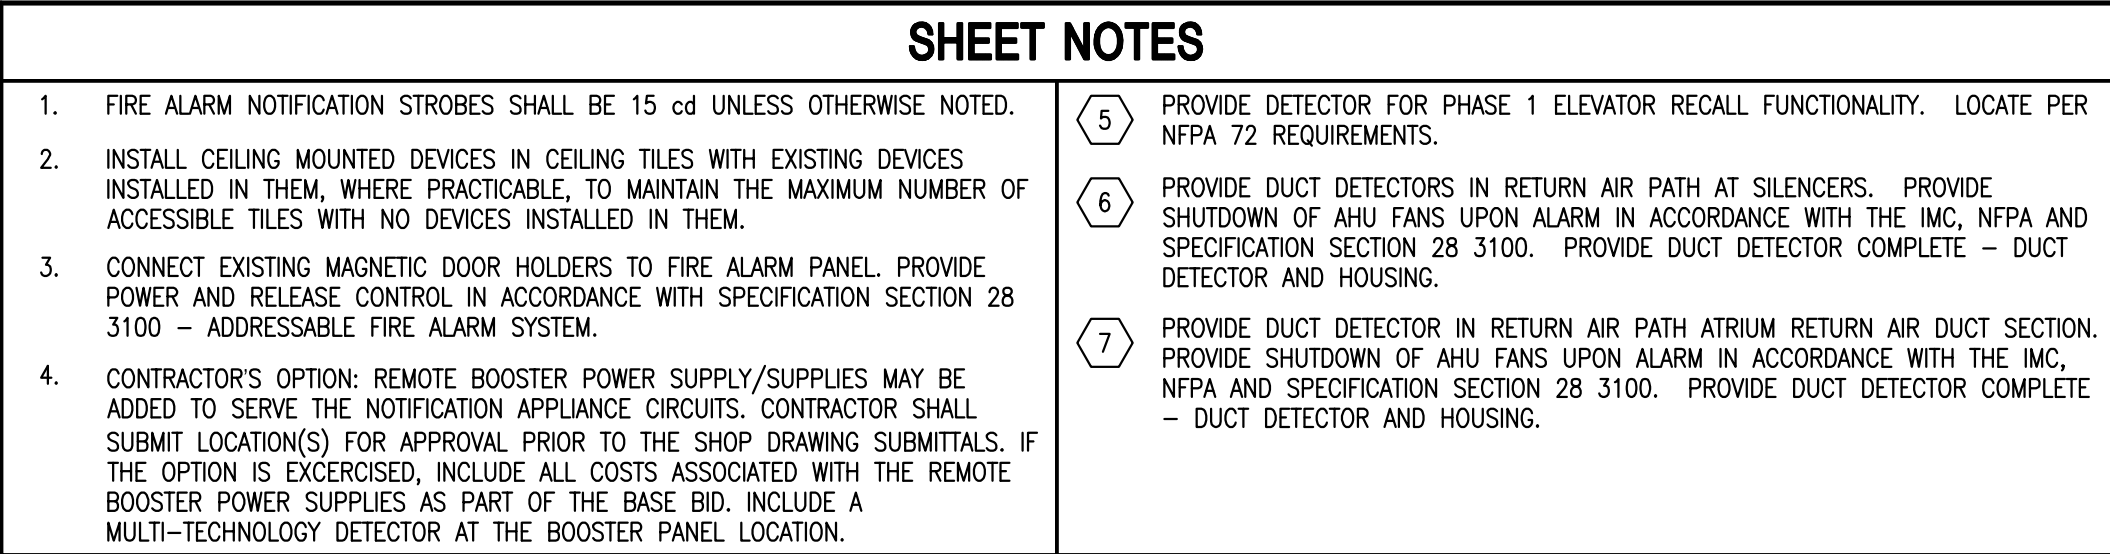 SHEET NOTES
1. FIRE ALARM NOTIFICATION STROBES SHALL BE 15 cd UNLESS OTHERWISE NOTED.
2. INSTALL CEILING MOUNTED DEVICES IN CEILING TILES WITH EXISTING DEVICES
INSTALLED IN THEM, WHERE PRACTICABLE, TO MAINTAIN THE MAXIMUM NUMBER OF
ACCESSIBLE TILES WITH NO DEVICES INSTALLED IN THEM.
3. CONNECT EXISTING MAGNETIC DOOR HOLDERS TO FIRE ALARM PANEL. PROVIDE
POWER AND RELEASE CONTROL IN ACCORDANCE WITH SPECIFICATION SECTION 28
3100 – ADDRESSABLE FIRE ALARM SYSTEM.
4. CONTRACTOR'S OPTION: REMOTE BOOSTER POWER SUPPLY/SUPPLIES MAY BE
ADDED TO SERVE THE NOTIFICATION APPLIANCE CIRCUITS. CONTRACTOR SHALL
SUBMIT LOCATION(S) FOR APPROVAL PRIOR TO THE SHOP DRAWING SUBMITTALS. IF
THE OPTION IS EXCERCISED, INCLUDE ALL COSTS ASSOCIATED WITH THE REMOTE
BOOSTER POWER SUPPLIES AS PART OF THE BASE BID. INCLUDE A
MULTI–TECHNOLOGY DETECTOR AT THE BOOSTER PANEL LOCATION.
5 PROVIDE DETECTOR FOR PHASE 1 ELEVATOR RECALL FUNCTIONALITY. LOCATE PER
NFPA 72 REQUIREMENTS.
6 PROVIDE DUCT DETECTORS IN RETURN AIR PATH AT SILENCERS. PROVIDE
SHUTDOWN OF AHU FANS UPON ALARM IN ACCORDANCE WITH THE IMC, NFPA AND
SPECIFICATION SECTION 28 3100. PROVIDE DUCT DETECTOR COMPLETE – DUCT
DETECTOR AND HOUSING.
7 PROVIDE DUCT DETECTOR IN RETURN AIR PATH ATRIUM RETURN AIR DUCT SECTION.
PROVIDE SHUTDOWN OF AHU FANS UPON ALARM IN ACCORDANCE WITH THE IMC,
NFPA AND SPECIFICATION SECTION 28 3100. PROVIDE DUCT DETECTOR COMPLETE
– DUCT DETECTOR AND HOUSING.